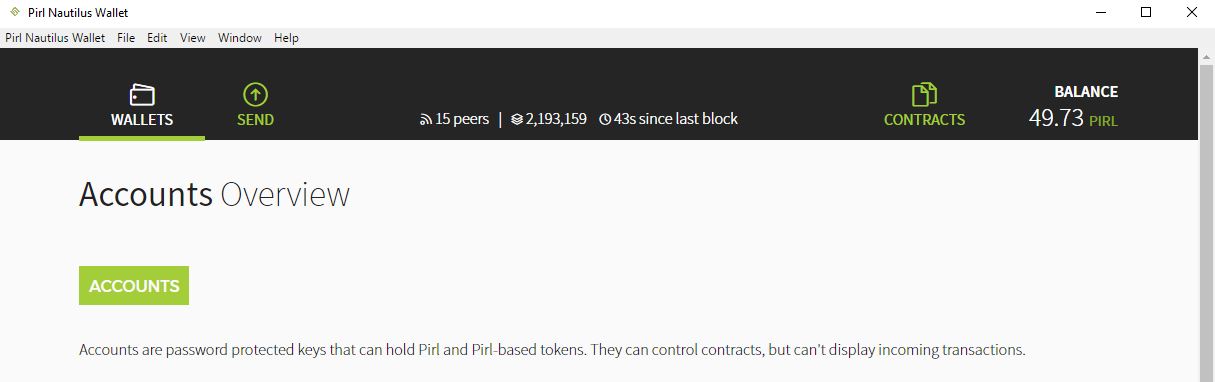 Pirl Nautilus Wallet
Pirl Nautilus Wallet File Edit View Window Help
WALLETS SEND 15 peers | 2,193,159 43s since last block CONTRACTS BALANCE
49.73 PIRL
Accounts Overview
ACCOUNTS
Accounts are password protected keys that can hold Pirl and Pirl-based tokens. They can control contracts, but can't display incoming transactions.